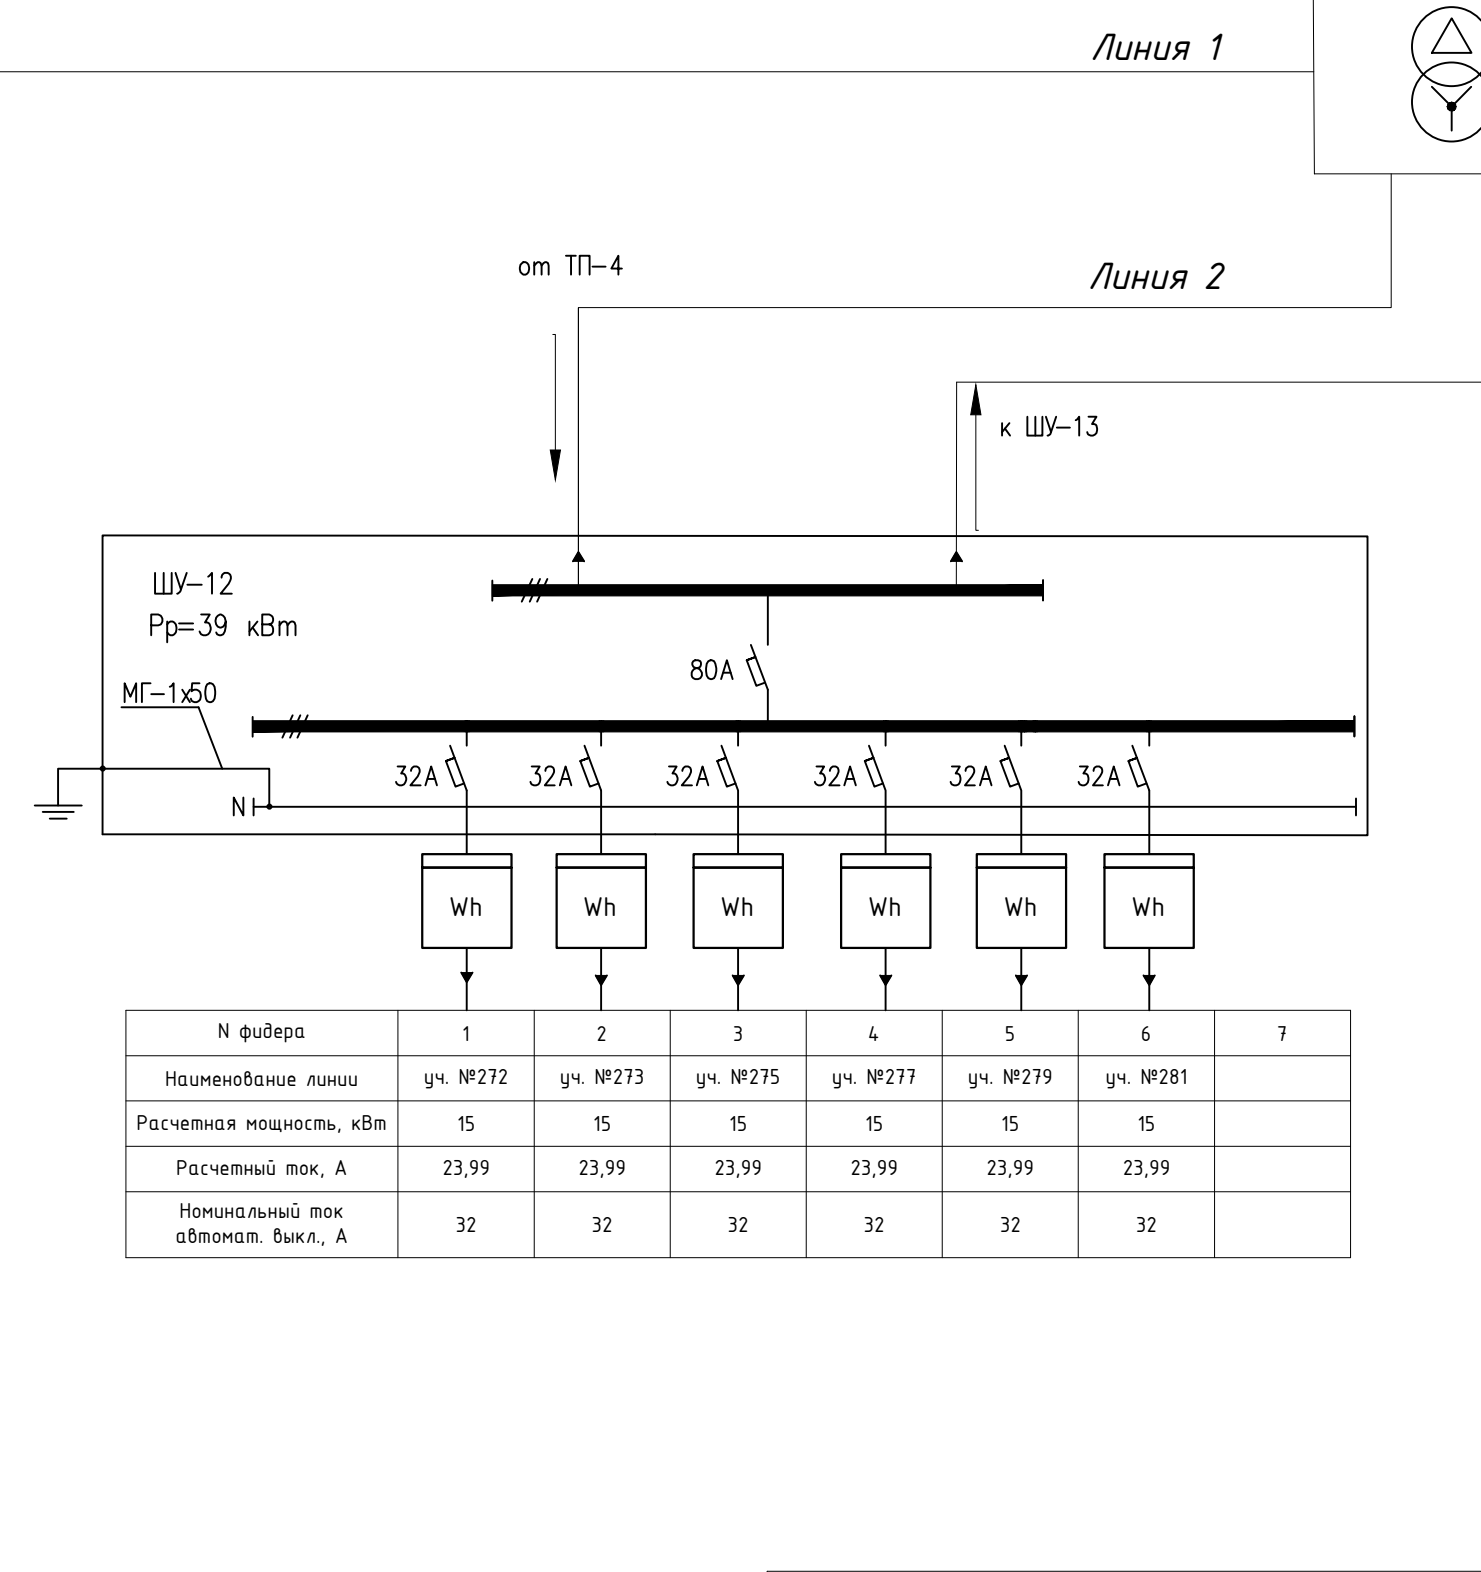 Линия 1
от ТП-4
Линия 2
к ШУ-13
ШУ-12
Рр=39 кВт
80А
МГ-1х50
32А 32А 32А 32А 32А 32А
N
Wh Wh Wh Wh Wh Wh
N фидера 1 2 3 4 5 6 7
Наименование линии уч. №272 уч. №273 уч. №275 уч. №277 уч. №279 уч. №281
Расчетная мощность, кВт 15 15 15 15 15 15
Расчетный ток, А 23,99 23,99 23,99 23,99 23,99 23,99
Номинальный ток
автомат. выкл., А 32 32 32 32 32 32